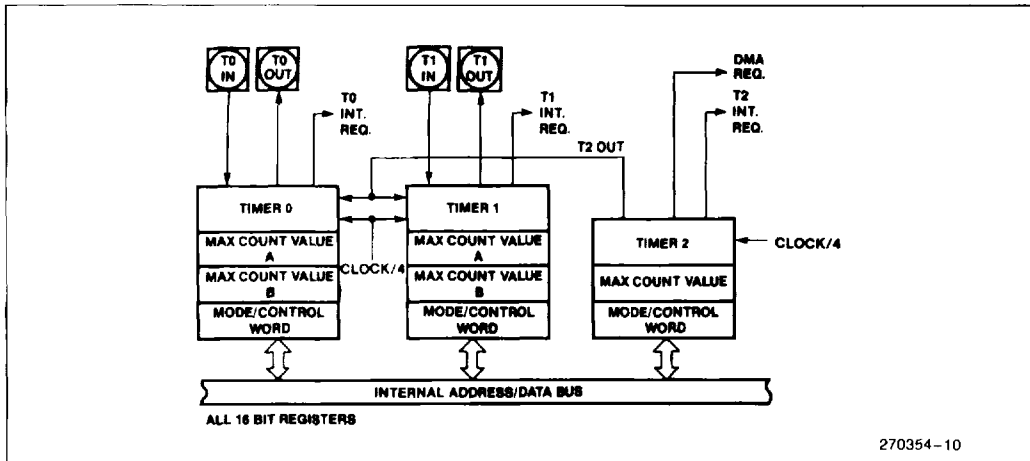 T0
IN
T0
OUT
T0
INT.
REQ.
T1
IN
T1
OUT
T1
INT.
REQ.
DMA
REQ.
T2
INT.
REQ.
T2 OUT
TIMER 0
MAX COUNT VALUE
A
MAX COUNT VALUE
B
MODE/CONTROL
WORD
CLOCK/4
TIMER 1
MAX COUNT VALUE
A
MAX COUNT VALUE
B
MODE/CONTROL
WORD
TIMER 2
MAX COUNT VALUE
MODE/CONTROL
WORD
CLOCK/4
INTERNAL ADDRESS/DATA BUS
ALL 16 BIT REGISTERS
270354-10